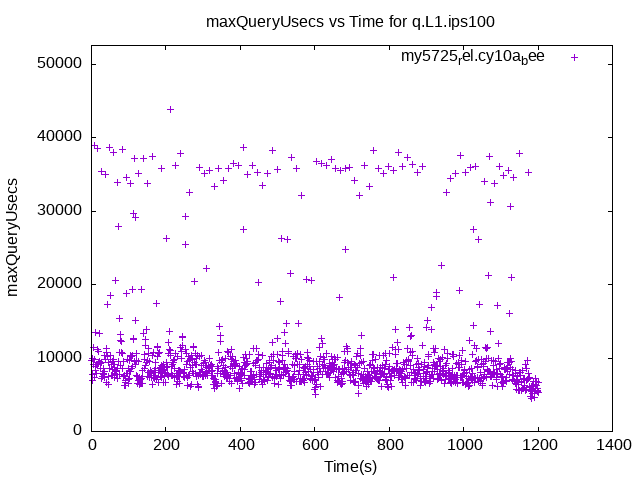 maxQueryUsecs vs Time for q.L1.ips100
my5725_rel.cy10a_bee
50000
40000
30000
20000
10000
0
maxQueryUsecs
0 200 400 600 800 1000 1200 1400
Time(s)